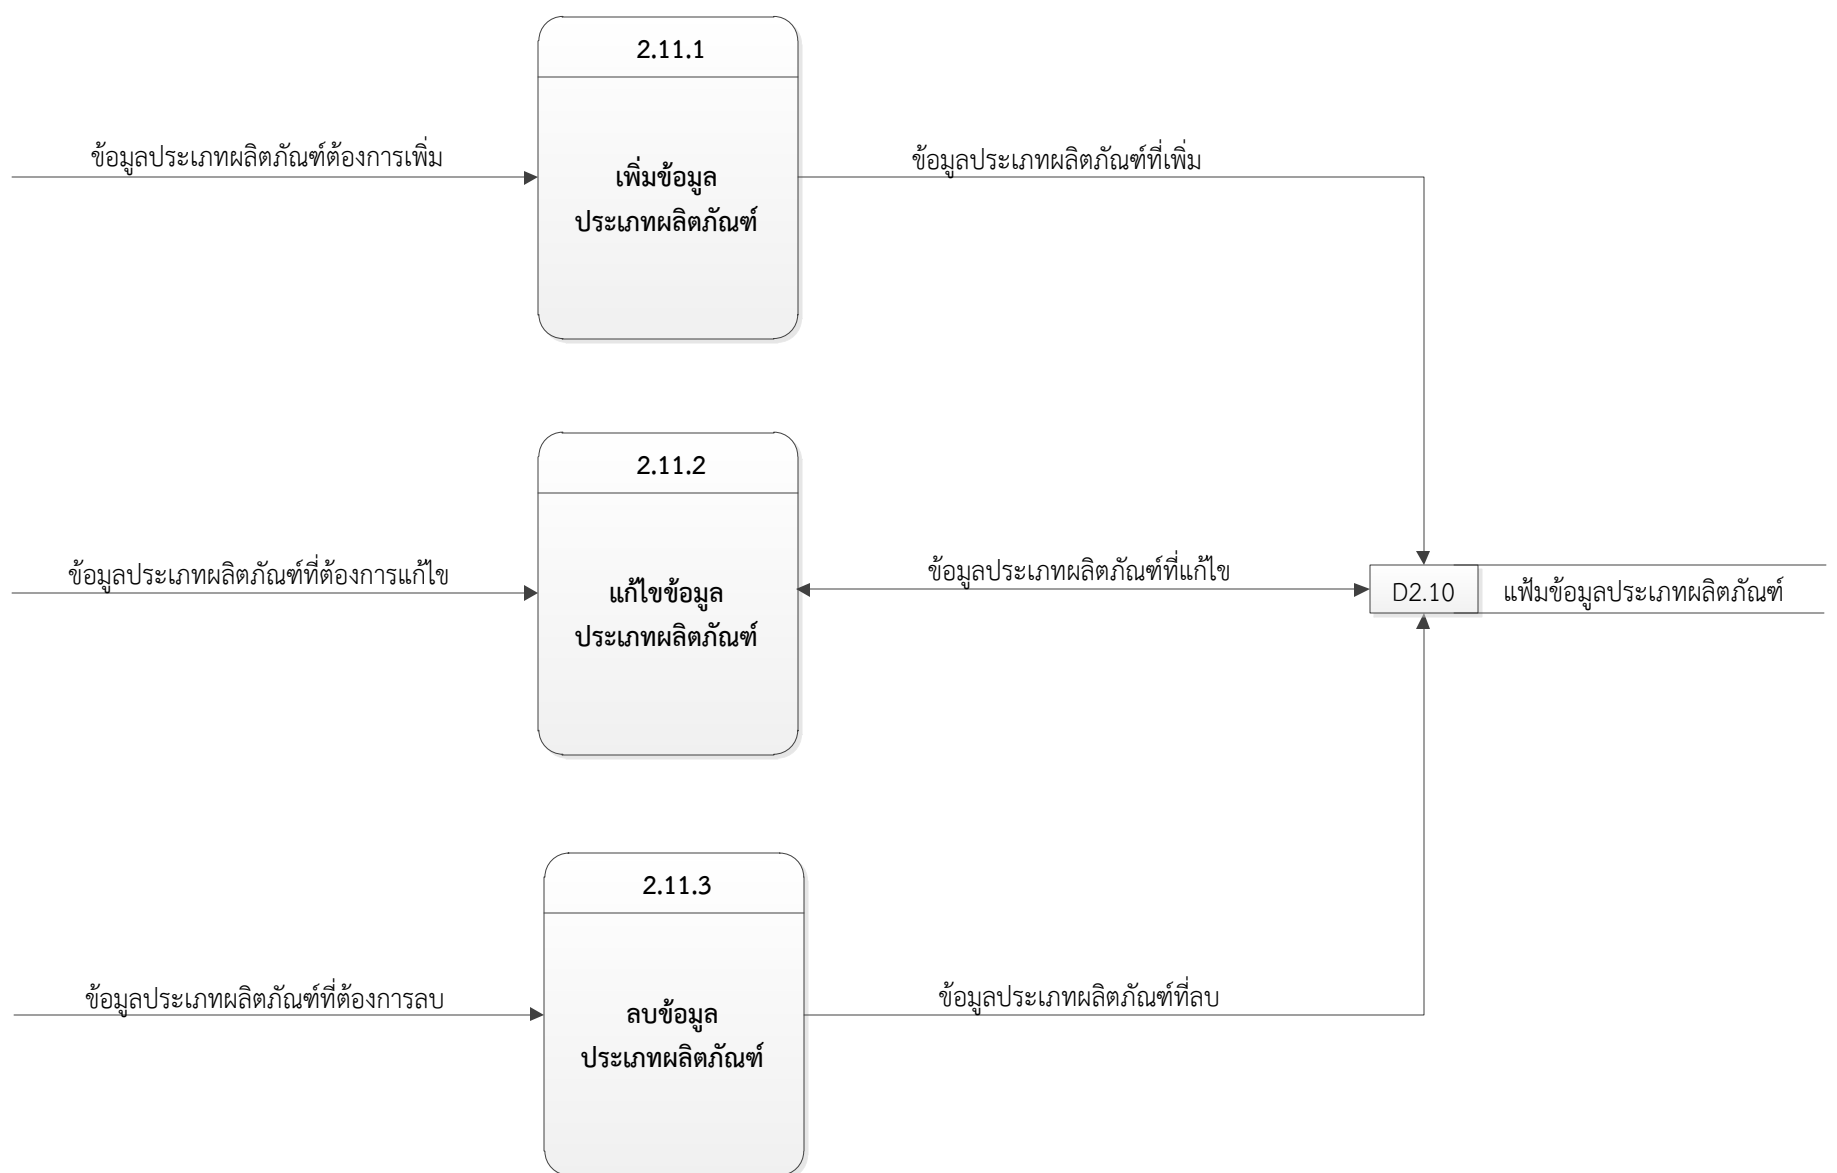 2.11.1
ข้อมูลประเภทผลิตภัณฑ์ต้องการเพิ่ม
เพิ่มข้อมูล
ประเภทผลิตภัณฑ์
ข้อมูลประเภทผลิตภัณฑ์ที่เพิ่ม
2.11.2
ข้อมูลประเภทผลิตภัณฑ์ที่ต้องการแก้ไข
แก้ไขข้อมูล
ประเภทผลิตภัณฑ์
ข้อมูลประเภทผลิตภัณฑ์ที่แก้ไข
D2.10
แฟ้มข้อมูลประเภทผลิตภัณฑ์
2.11.3
ข้อมูลประเภทผลิตภัณฑ์ที่ต้องการลบ
ลบข้อมูล
ประเภทผลิตภัณฑ์
ข้อมูลประเภทผลิตภัณฑ์ที่ลบ